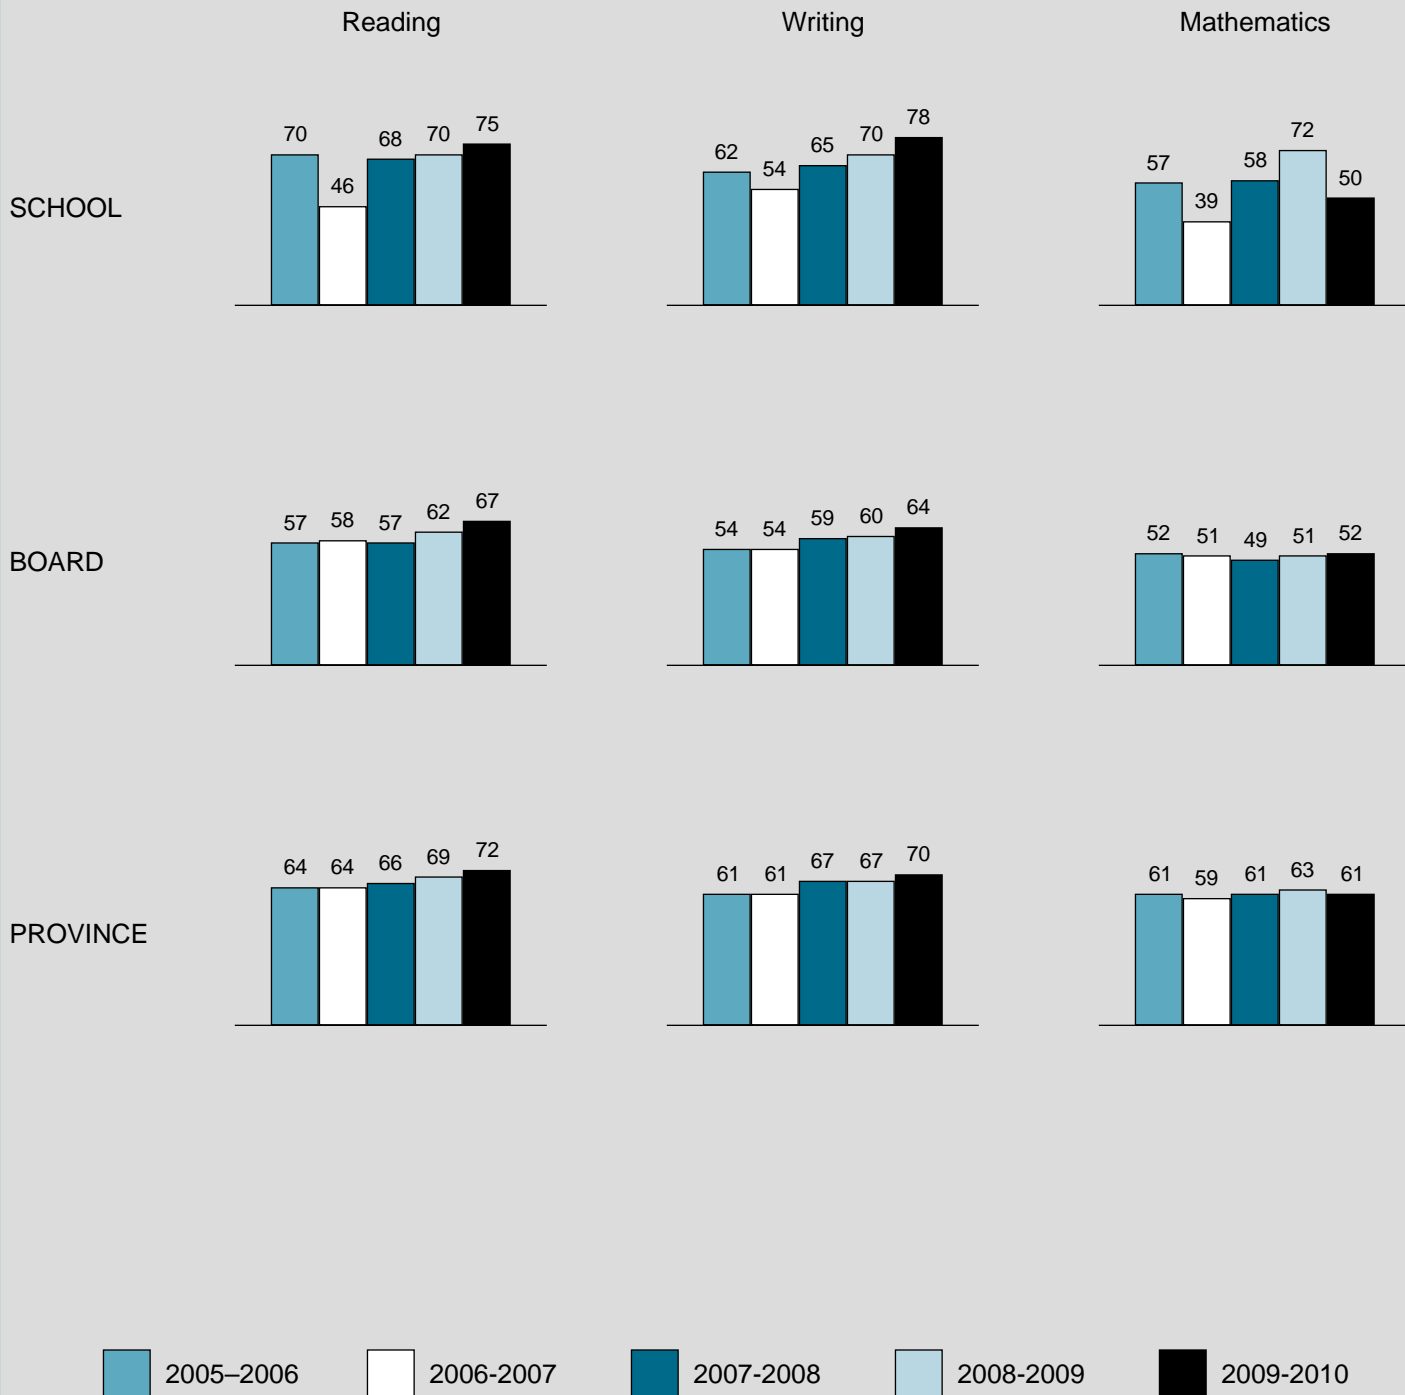 Reading Writing Mathematics
SCHOOL
70 46 68 70 75
62 54 65 70 78
57 39 58 72 50
BOARD
57 58 57 62 67
54 54 59 60 64
52 51 49 51 52
PROVINCE
64 64 66 69 72
61 61 67 67 70
61 59 61 63 61
2005–2006 2006-2007 2007-2008 2008-2009 2009-2010